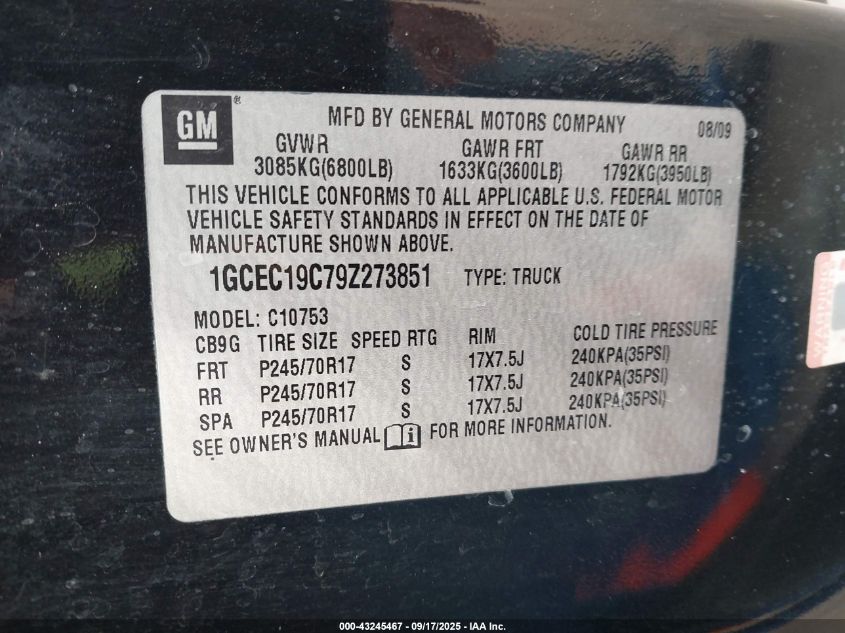 GM ® MFD BY GENERAL MOTORS COMPANY 08/09
GVWR GAWR FRT GAWR RR
3085KG(6800LB) 1633KG(3600LB) 1792KG(3950LB)
THIS VEHICLE CONFORMS TO ALL APPLICABLE U.S. FEDERAL MOTOR
VEHICLE SAFETY STANDARDS IN EFFECT ON THE DATE OF
MANUFACTURE SHOWN ABOVE.
1GCEC19C79Z273851 TYPE: TRUCK
MODEL: C10753
CB9G TIRE SIZE SPEED RTG RIM COLD TIRE PRESSURE
FRT P245/70R17 S 17X7.5J 240KPA(35PSI)
RR P245/70R17 S 17X7.5J 240KPA(35PSI)
SPA P245/70R17 S 17X7.5J 240KPA(35PSI)
SEE OWNER'S MANUAL i FOR MORE INFORMATION.
WARNING
000-43245467 - 09/17/2025 - IAA Inc.